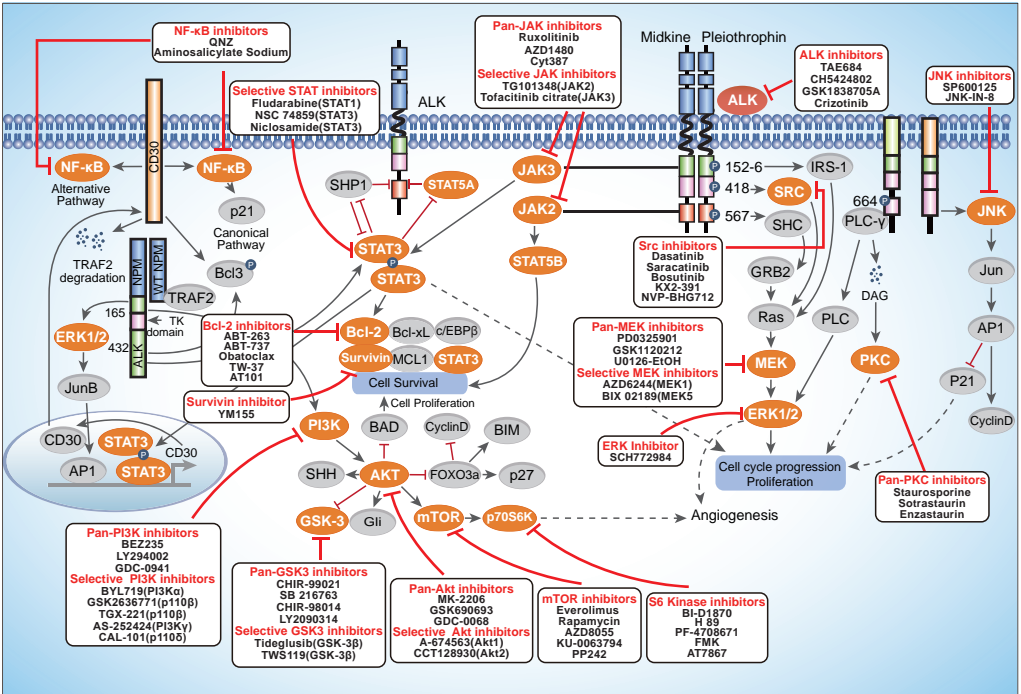 NF-κB inhibitors
QNZ
Aminosalicylate Sodium
Selective STAT inhibitors
Fludarabine(STAT1)
NSC 74859(STAT3)
Niclosamide(STAT3)
ALK
Pan-JAK inhibitors
Ruxolitinib
AZD1480
Cyt387
Selective JAK inhibitors
TG101348(JAK2)
Tofacitinib citrate(JAK3)
Midkine
Pleiothrophin
ALK
ALK inhibitors
TAE684
CH5424802
GSK1838705A
Crizotinib
JNK inhibitors
SP600125
JNK-IN-8
NF-κB
CD30
NF-κB
Alternative
Pathway
p21
Canonical
Pathway
TRAF2
degradation
NPM
WT NPM
TRAF2
Bcl3
P
165
TK
domain
432
ALK
ERK1/2
JunB
CD30
AP1
STAT3
P
STAT3
CD30
SHP1
STAT5A
STAT3
P
STAT3
JAK3
JAK2
STAT5B
P
152-6
P
418
P
567
IRS-1
SRC
SHC
664
P
PLC-γ
JNK
Src inhibitors
Dasatinib
Saracatinib
Bosutinib
KX2-391
NVP-BHG712
GRB2
Ras
PLC
DAG
PKC
Jun
AP1
P21
CyclinD
Bcl-2 inhibitors
ABT-263
ABT-737
Obatoclax
TW-37
AT101
Bcl-2
Bcl-xL
c/EBPβ
Survivin
MCL1
STAT3
Cell Survival
Cell Proliferation
Survivin inhibitor
YM155
Pan-MEK inhibitors
PD0325901
GSK1120212
U0126-EtOH
Selective MEK inhibitors
AZD6244(MEK1)
BIX 02189(MEK5
MEK
ERK1/2
ERK Inhibitor
SCH772984
Cell cycle progression
Proliferation
Angiogenesis
PI3K
BAD
CyclinD
BIM
SHH
AKT
FOXO3a
p27
GSK-3
Gli
mTOR
p70S6K
Pan-PKC inhibitors
Staurosporine
Sotrastaurin
Enzastaurin
Pan-PI3K inhibitors
BEZ235
LY294002
GDC-0941
Selective PI3K inhibitors
BYL719(PI3Kα)
GSK2636771(p110β)
TGX-221(p110β)
AS-252424(PI3Kγ)
CAL-101(p110δ)
Pan-GSK3 inhibitors
CHIR-99021
SB 216763
CHIR-98014
LY2090314
Selective GSK3 inhibitors
Tideglusib(GSK-3β)
TWS119(GSK-3β)
Pan-Akt inhibitors
MK-2206
GSK690693
GDC-0068
Selective Akt inhibitors
A-674563(Akt1)
CCT128930(Akt2)
mTOR inhibitors
Everolimus
Rapamycin
AZD8055
KU-0063794
PP242
S6 Kinase inhibitors
BI-D1870
H 89
PF-4708671
FMK
AT7867